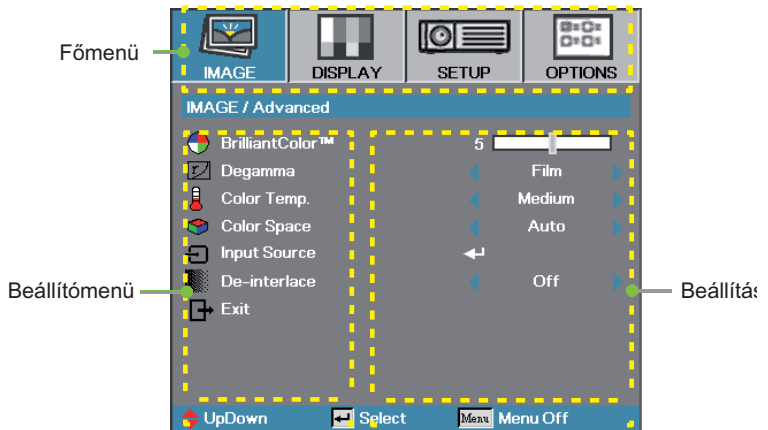 Főmenü
IMAGE DISPLAY SETUP OPTIONS
IMAGE / Advanced
BrilliantColor™ 5
Degamma Film
Color Temp. Medium
Color Space Auto
Input Source
De-interlace Off
Beállítómenü
Beállítás
Exit
UpDown Select Menu Menu Off